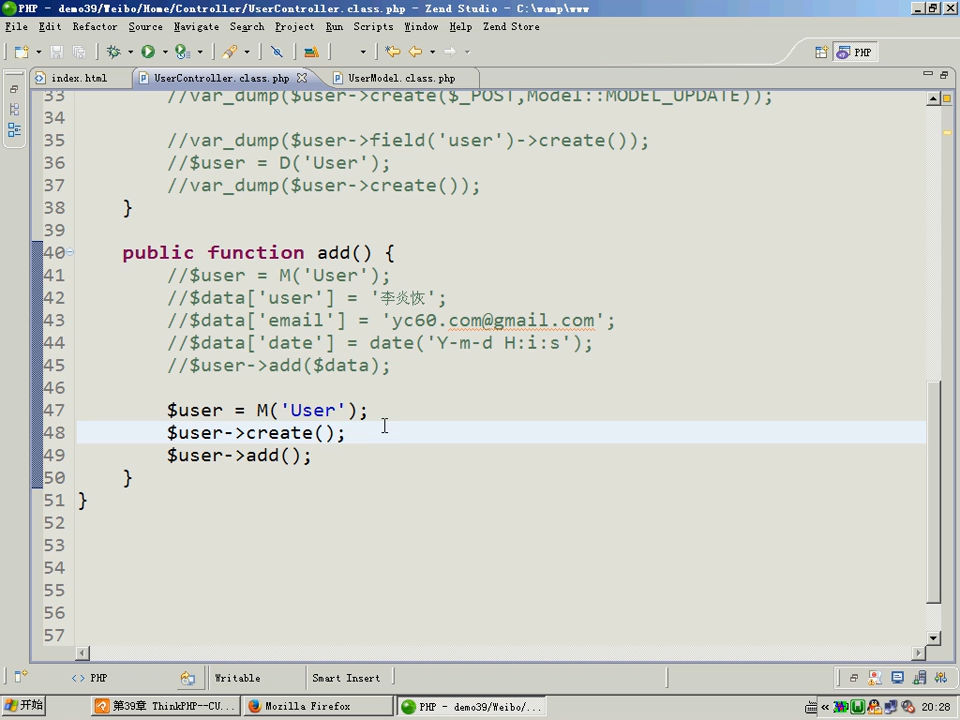 PHP - demo39/Weibo/Home/Controller/UserController.class.php - Zend Studio - C:\wamp\www
File Edit Refactor Source Navigate Search Project Run Scripts Window Help Zend Store
PHP
index.html UserController.class.php UserModel.class.php
33 //var_dump($user->create($_POST,Model::MODEL_UPDATE));
34
35 //var_dump($user->field('user')->create());
36 //$user = D('User');
37 //var_dump($user->create());
38 }
39
40 public function add() {
41 //$user = M('User');
42 //$data['user'] = '李炎恢';
43 //$data['email'] = 'yc60.com@gmail.com';
44 //$data['date'] = date('Y-m-d H:i:s');
45 //$user->add($data);
46
47 $user = M('User');
48 $user->create();
49 $user->add();
50 }
51 }
52
53
54
55
56
57
<> PHP Writable Smart Insert
开始 第39章 ThinkPHP--CU... Mozilla Firefox PHP - demo39/Weibo/... 20:28